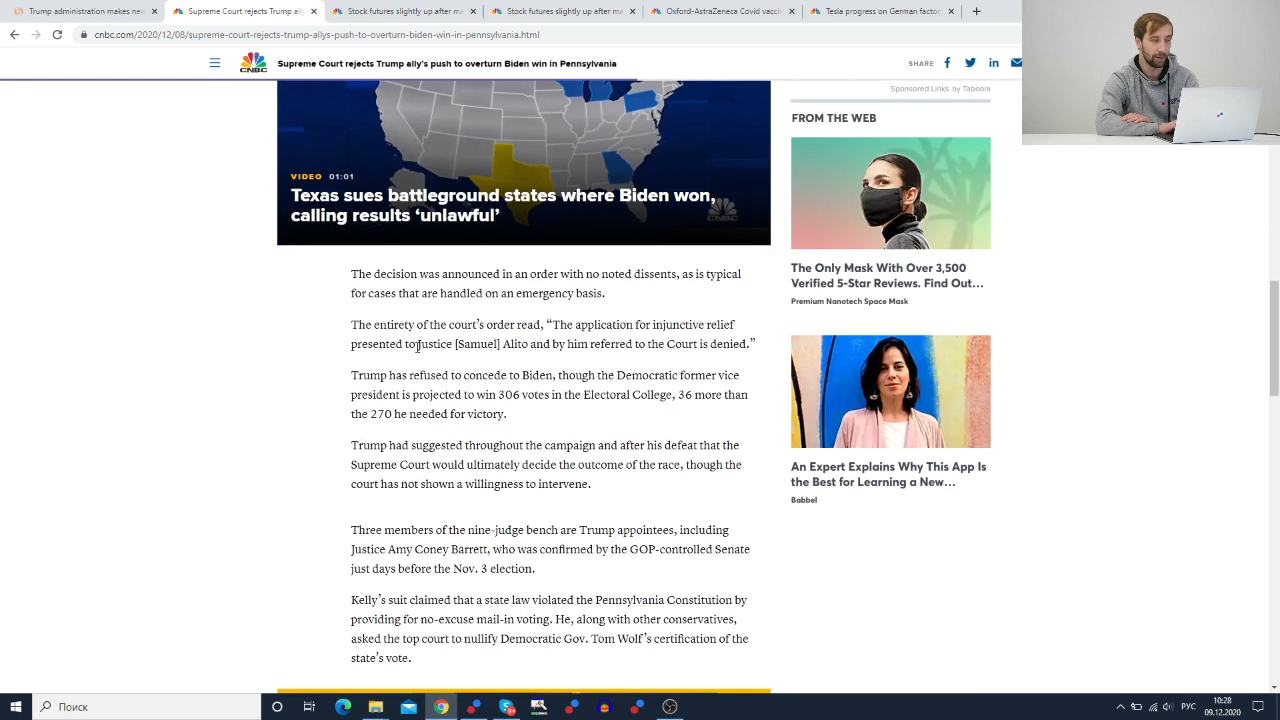 Trump administration makes new
Supreme Court rejects Trump ally
Stock futures slightly up after
Stock futures move higher
Oxford-AstraZeneca Covid vaccin
Tesla progress German factory
cnbc.com/2020/12/08/supreme-court-rejects-trump-allys-push-to-overturn-biden-win-in-pennsylvania.html
CNBC
Supreme Court rejects Trump ally's push to overturn Biden win in Pennsylvania
SHARE
VIDEO 01:01
Texas sues battleground states where Biden won,
calling results ‘unlawful’
CNBC
The decision was announced in an order with no noted dissents, as is typical
for cases that are handled on an emergency basis.
The entirety of the court’s order read, “The application for injunctive relief
presented to Justice [Samuel] Alito and by him referred to the Court is denied.”
Trump has refused to concede to Biden, though the Democratic former vice
president is projected to win 306 votes in the Electoral College, 36 more than
the 270 he needed for victory.
Trump had suggested throughout the campaign and after his defeat that the
Supreme Court would ultimately decide the outcome of the race, though the
court has not shown a willingness to intervene.
Three members of the nine-judge bench are Trump appointees, including
Justice Amy Coney Barrett, who was confirmed by the GOP-controlled Senate
just days before the Nov. 3 election.
Kelly’s suit claimed that a state law violated the Pennsylvania Constitution by
providing for no-excuse mail-in voting. He, along with other conservatives,
asked the top court to nullify Democratic Gov. Tom Wolf’s certification of the
state’s vote.
Sponsored Links by Taboola
FROM THE WEB
The Only Mask With Over 3,500
Verified 5-Star Reviews. Find Out…
Premium Nanotech Space Mask
An Expert Explains Why This App Is
the Best for Learning a New…
Babbel
Поиск
РУС
10:28
09.12.2020